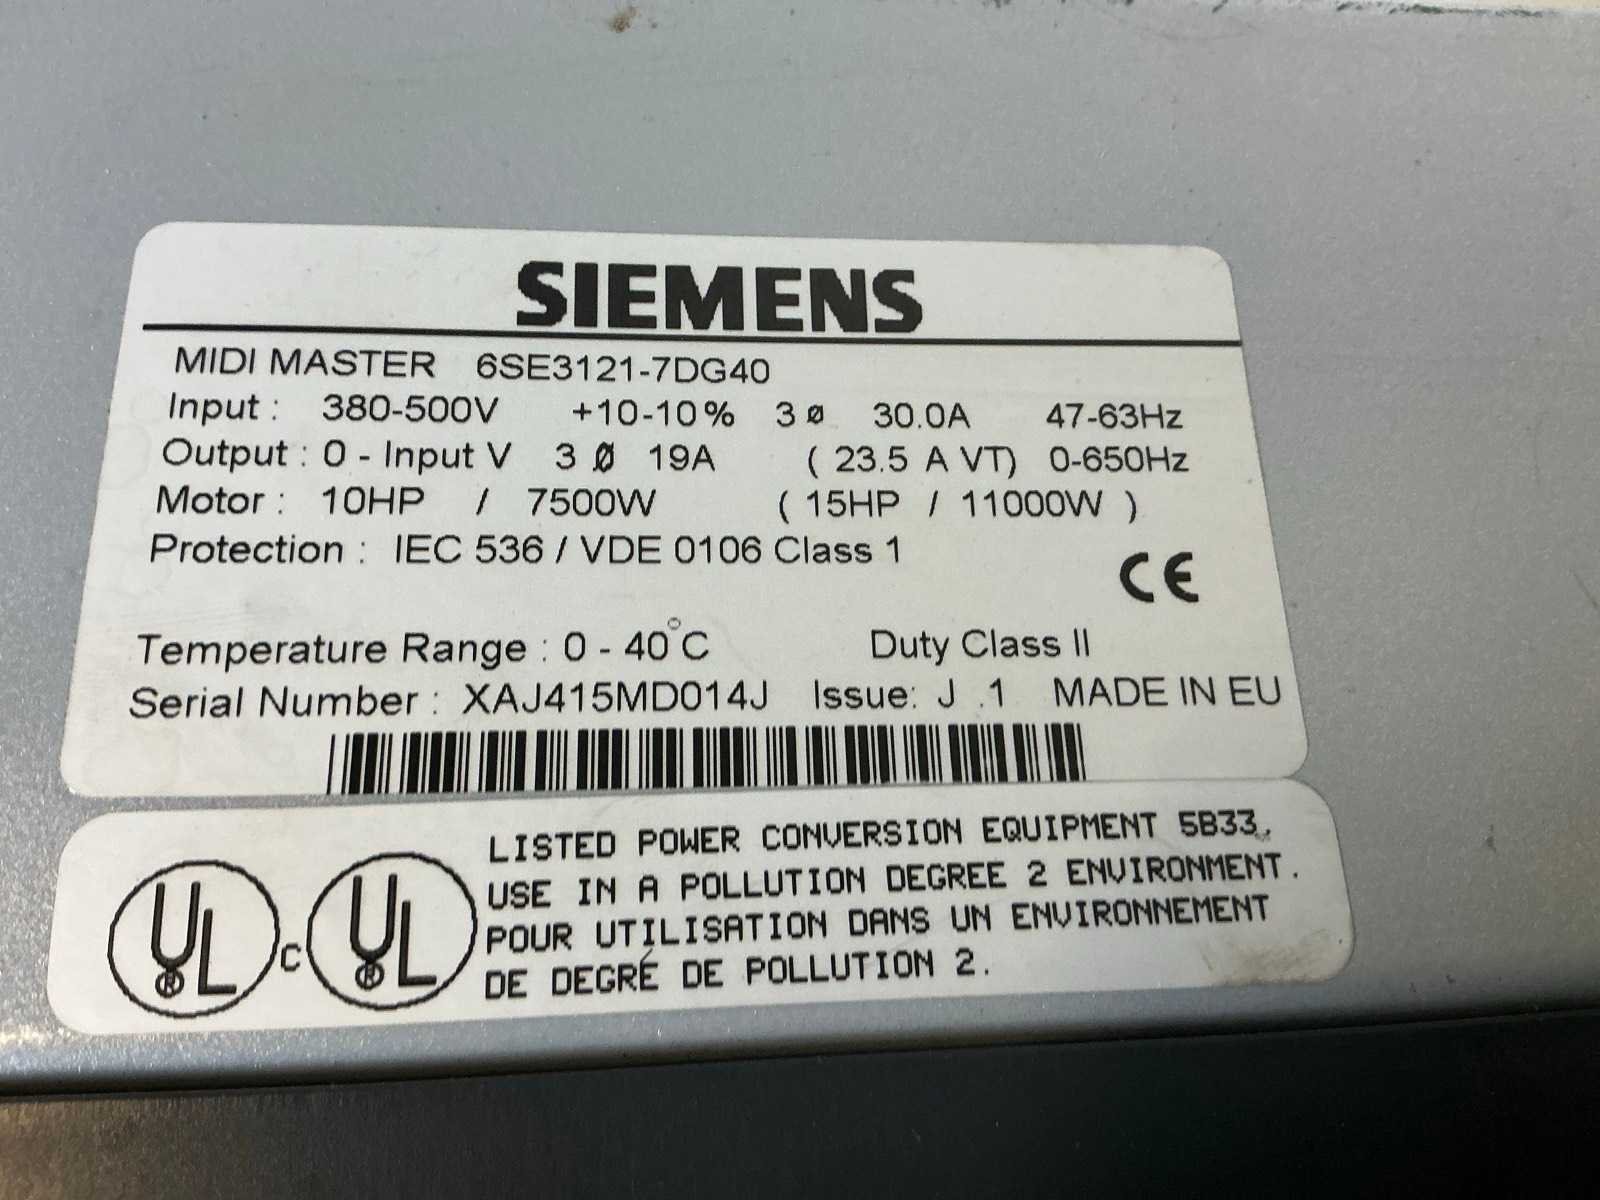 SIEMENS
MIDI MASTER 6SE3121-7DG40
Input : 380-500V +10-10% 3 ø 30.0A 47-63Hz
Output : 0 - Input V 3 Ø 19A ( 23.5 A VT) 0-650Hz
Motor : 10HP / 7500W ( 15HP / 11000W )
Protection : IEC 536 / VDE 0106 Class 1
CE
Temperature Range : 0 - 40°C Duty Class II
Serial Number : XAJ415MD014J Issue: J .1 MADE IN EU
UL® c UL®
LISTED POWER CONVERSION EQUIPMENT 5B33,
USE IN A POLLUTION DEGREE 2 ENVIRONMENT.
POUR UTILISATION DANS UN ENVIRONNEMENT
DE DEGRÉ DE POLLUTION 2.